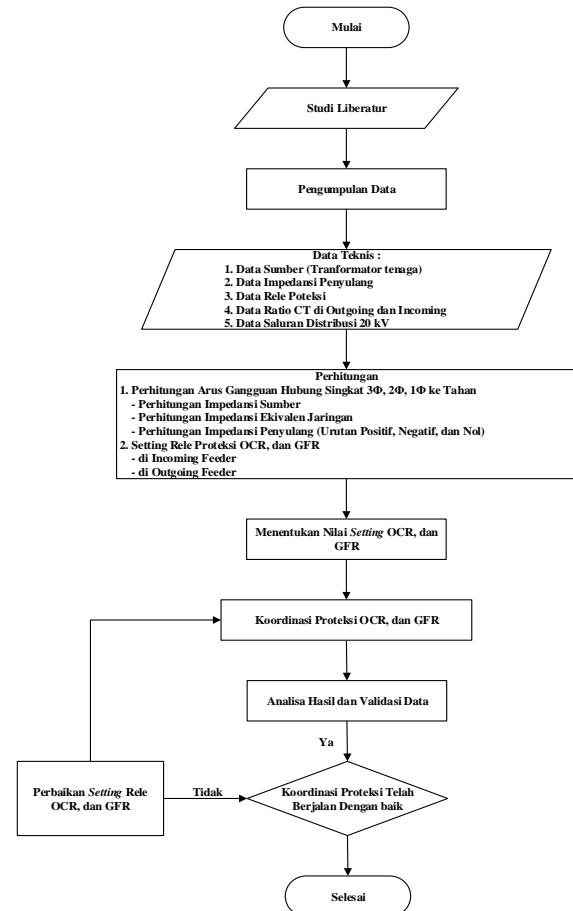 Mulai
Studi Liberatur
Pengumpulan Data
Data Teknis :
1. Data Sumber (Tranformator tenaga)
2. Data Impedansi Penyulang
3. Data Rele Poteksi
4. Data Ratio CT di Outgoing dan Incoming
5. Data Saluran Distribusi 20 kV
Perhitungan
1. Perhitungan Arus Gangguan Hubung Singkat 3Φ, 2Φ, 1Φ ke Tahan
- Perhitungan Impedansi Sumber
- Perhitungan Impedansi Ekivalen Jaringan
- Perhitungan Impedansi Penyulang (Urutan Positif, Negatif, dan Nol)
2. Setting Rele Proteksi OCR, dan GFR
- di Incoming Feeder
- di Outgoing Feeder
Menentukan Nilai Setting OCR, dan
GFR
Koordinasi Proteksi OCR, dan GFR
Analisa Hasil dan Validasi Data
Ya
Perbaikan Setting Rele
OCR, dan GFR
Tidak
Koordinasi Proteksi Telah
Berjalan Dengan baik
Selesai